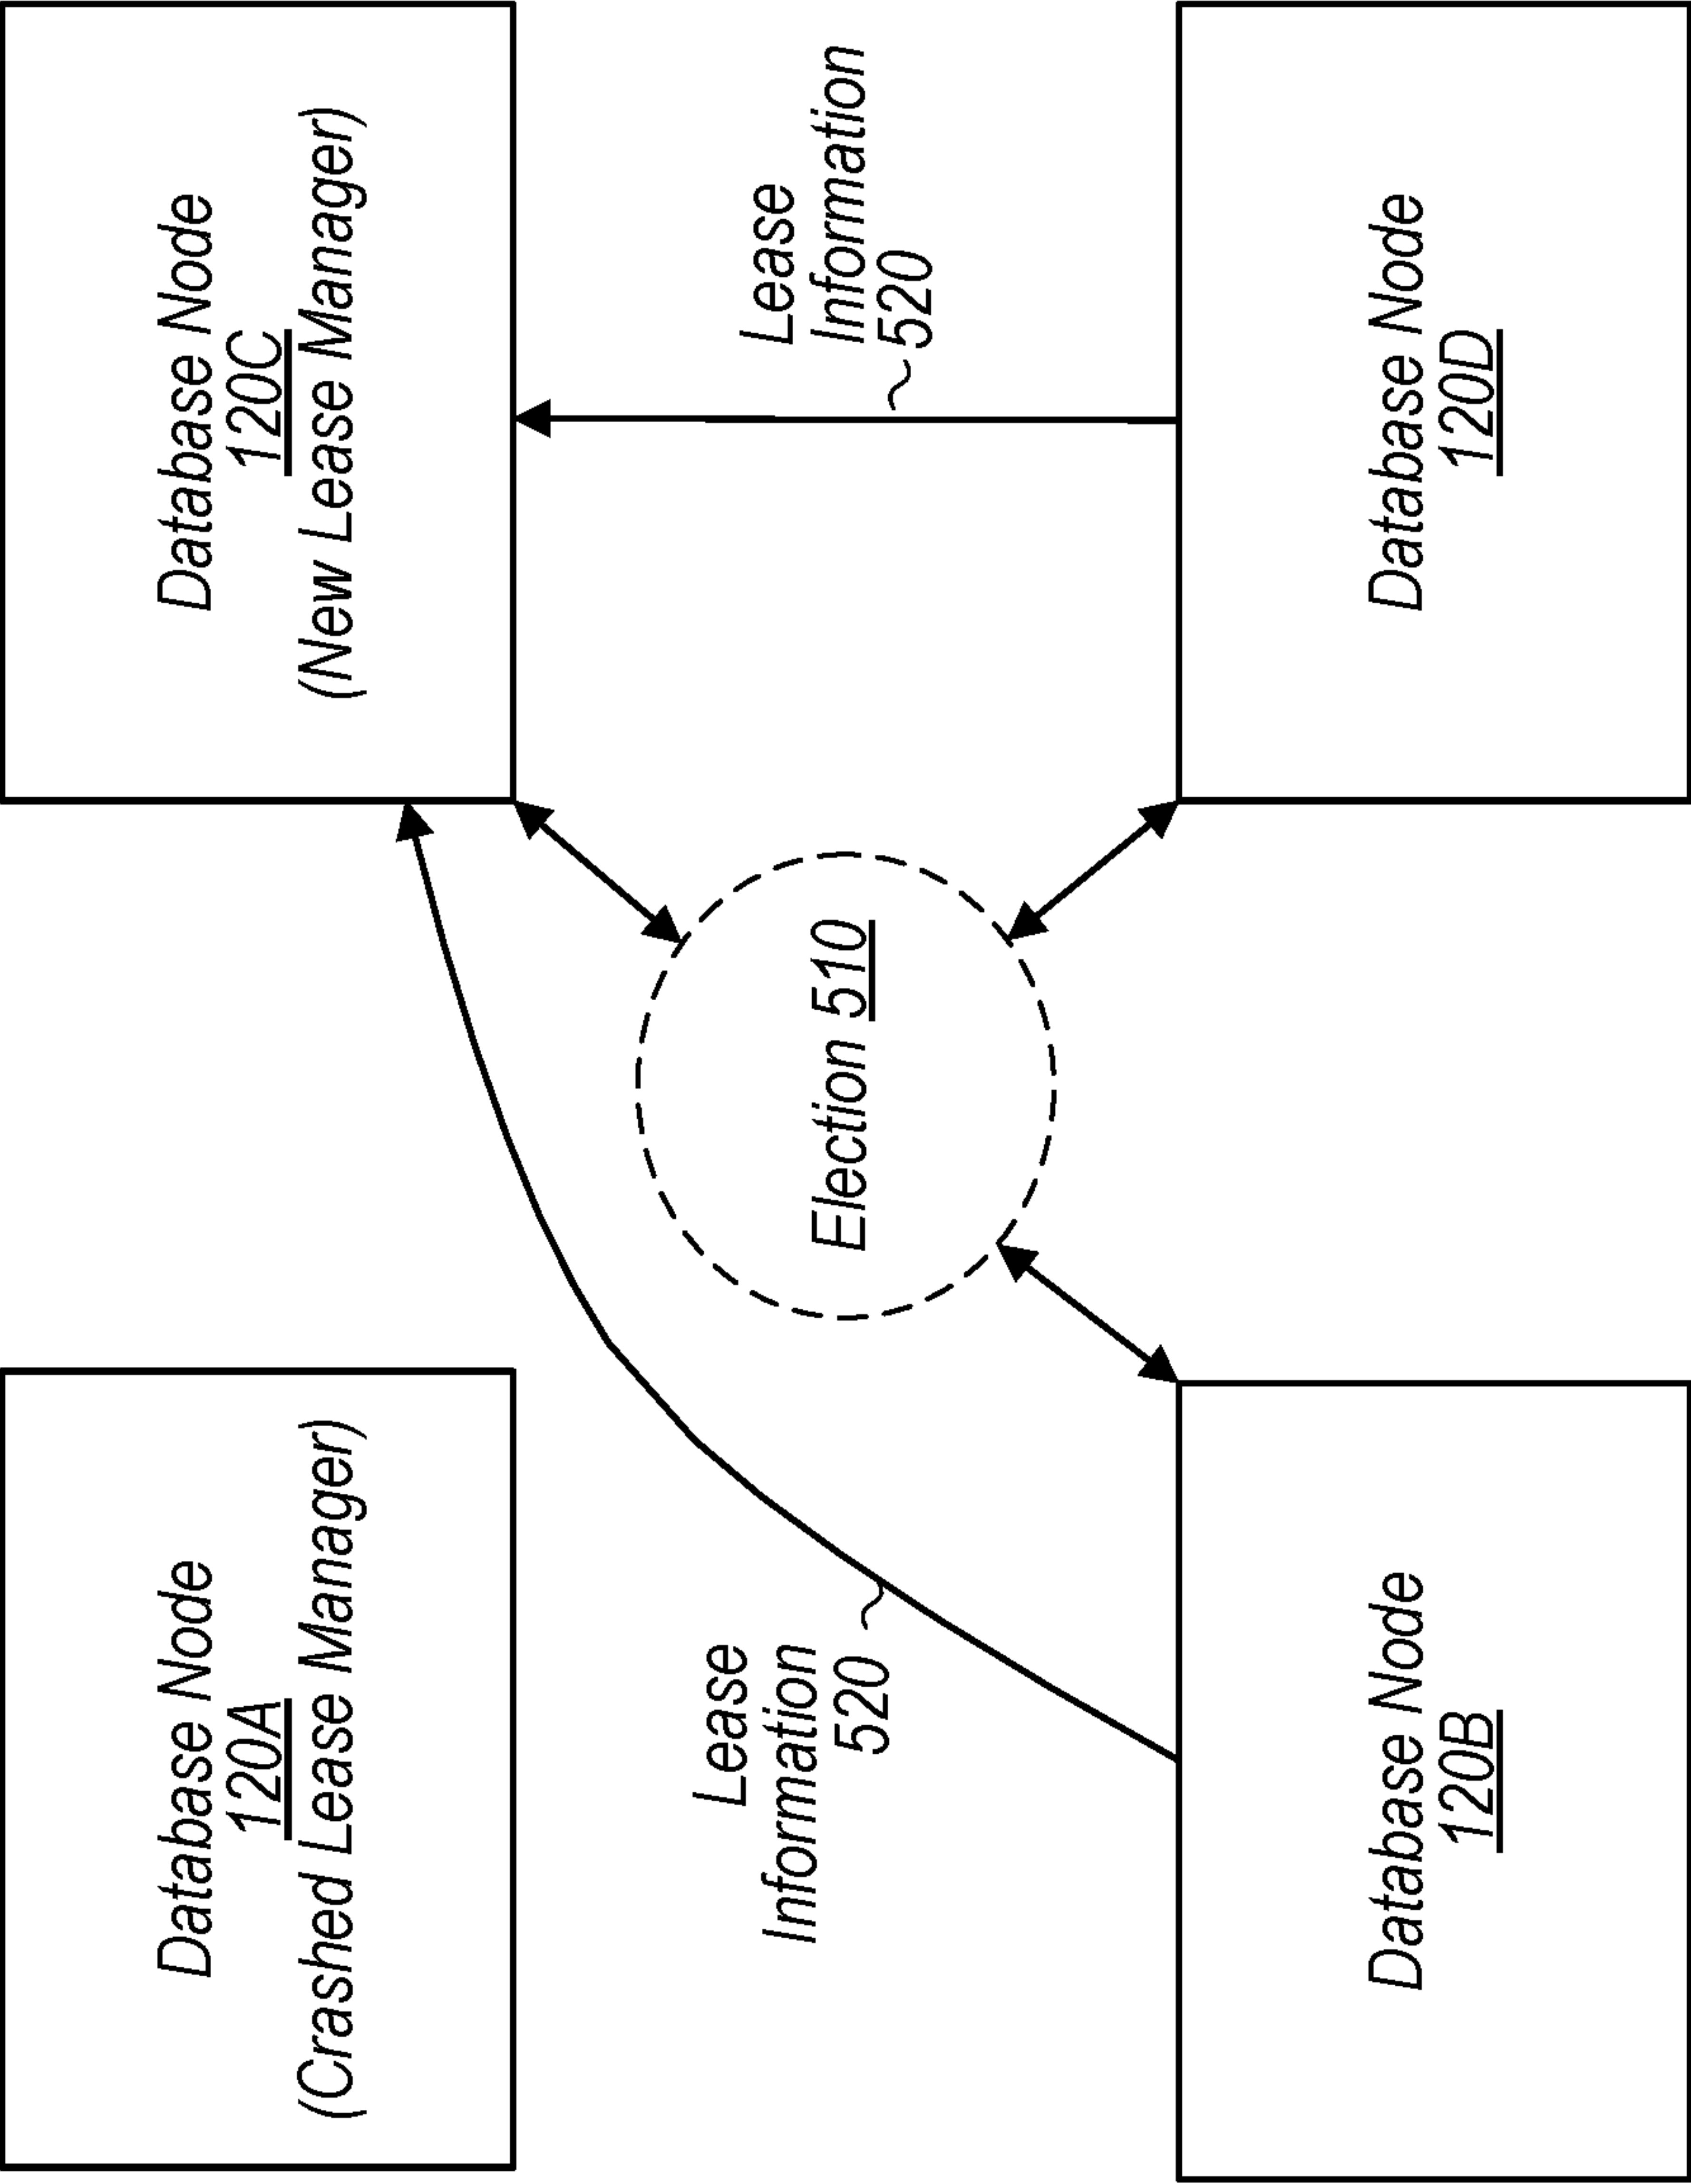 Database Node
120A
(Crashed Lease Manager)
Database Node
120C
(New Lease Manager)
Lease
Information
520
Election 510
Lease
Information
520
Database Node
120B
Database Node
120D